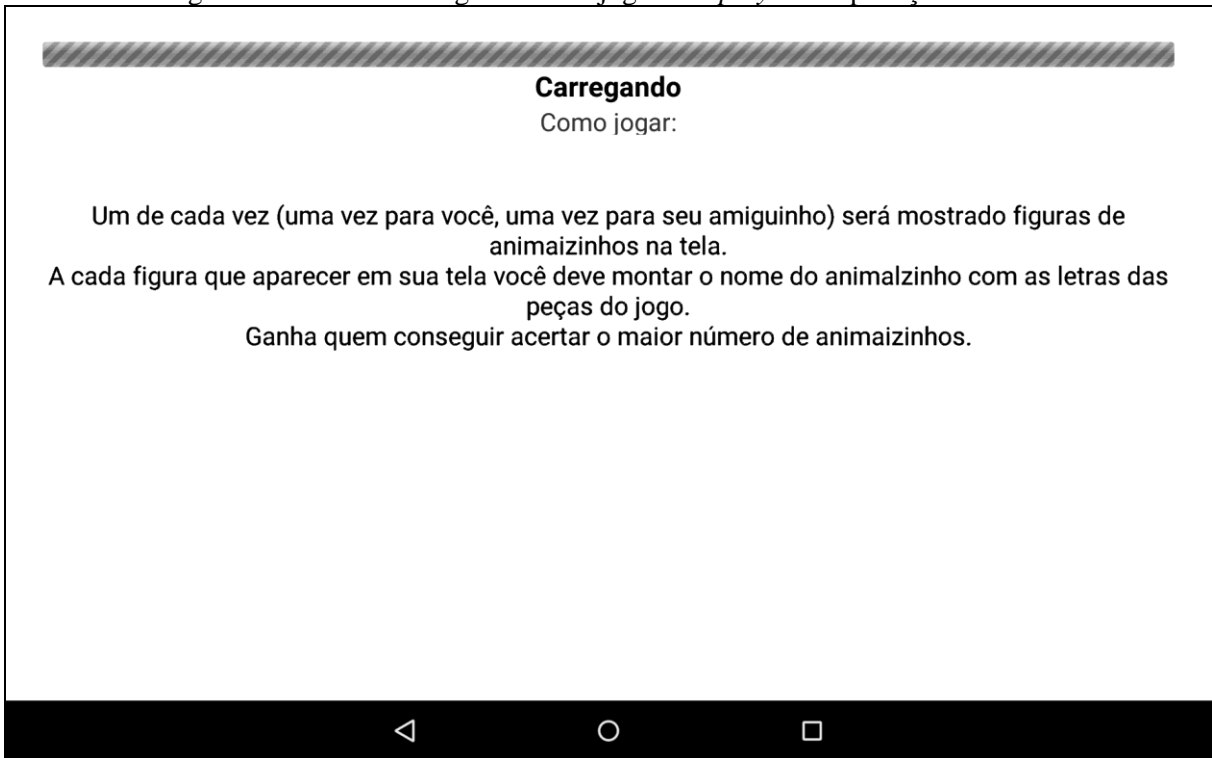 Carregando
Como jogar:
Um de cada vez (uma vez para você, uma vez para seu amiguinho) será mostrado figuras de
animaizinhos na tela.
A cada figura que aparecer em sua tela você deve montar o nome do animalzinho com as letras das
peças do jogo.
Ganha quem conseguir acertar o maior número de animaizinhos.